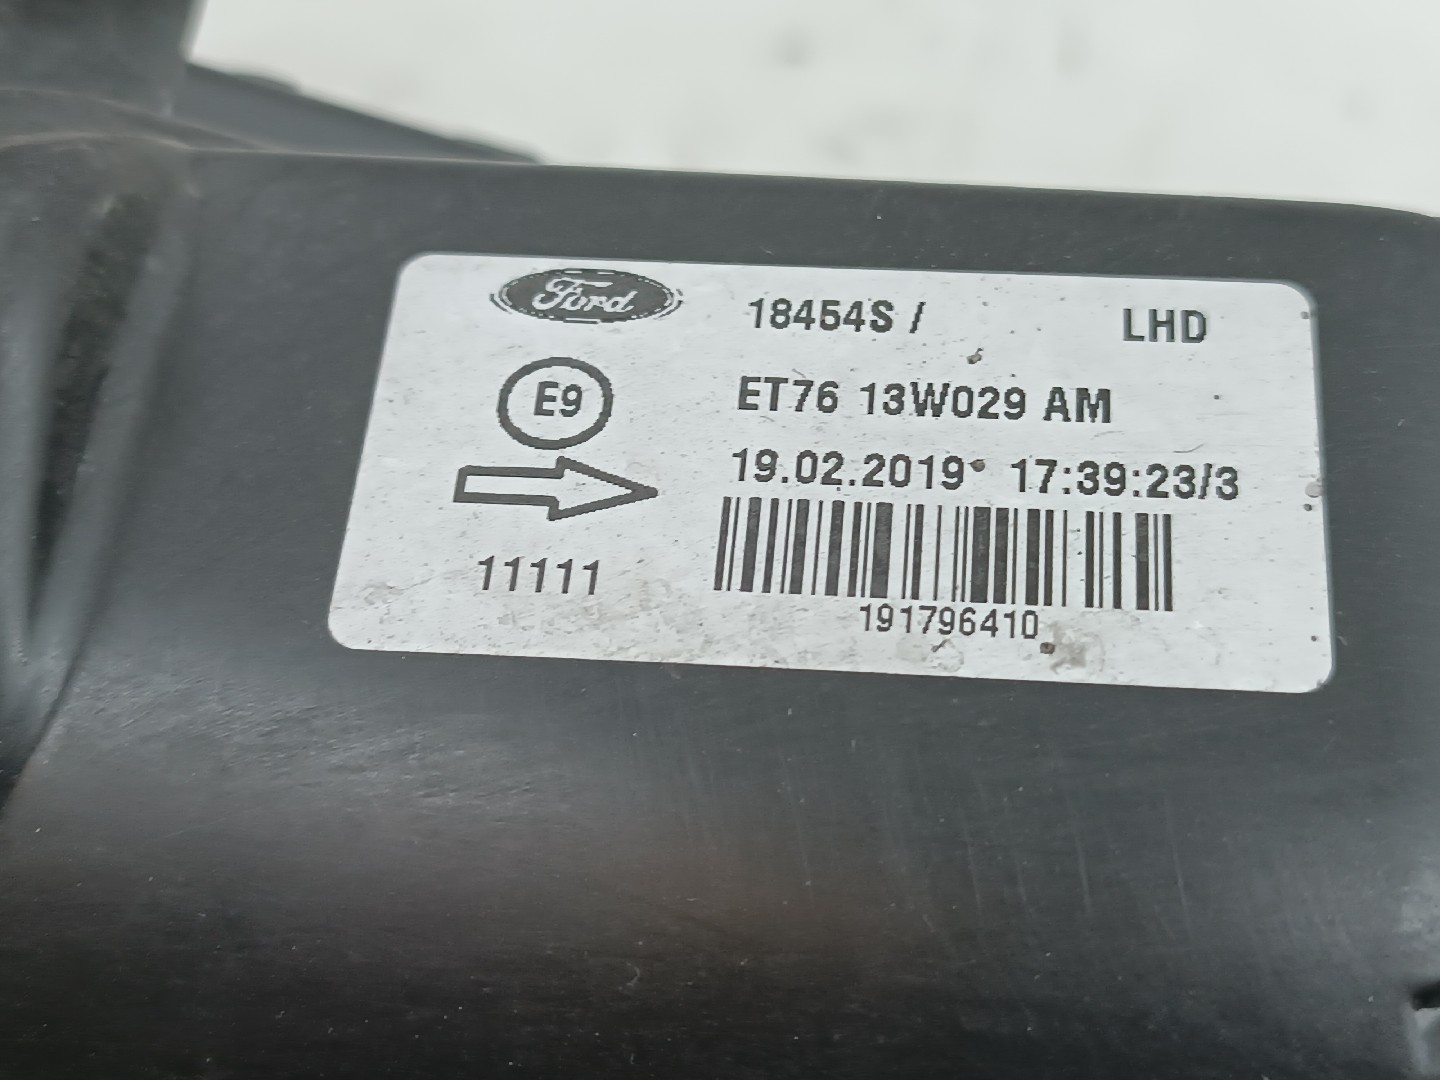 Ford
18454S / LHD
E9
ET76 13W029 AM
19.02.2019 17:39:23/3
11111
191796410